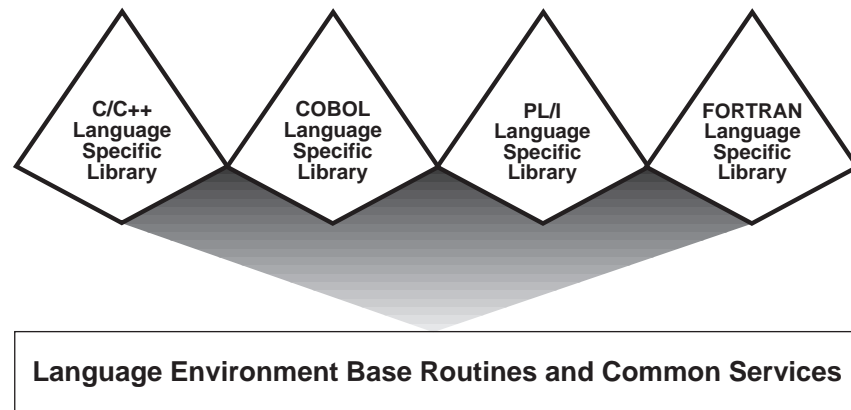 C/C++
Language
Specific
Library
COBOL
Language
Specific
Library
PL/I
Language
Specific
Library
FORTRAN
Language
Specific
Library
Language Environment Base Routines and Common Services